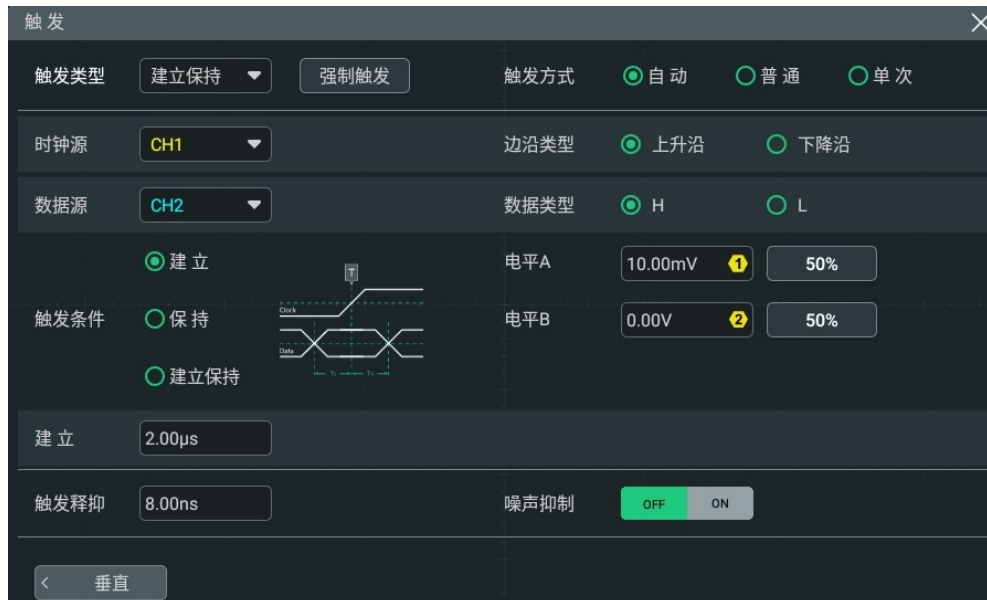 触 发
触发类型 建立保持 强制触发 触发方式 自 动 普 通 单 次
时钟源 CH1 边沿类型 上升沿 下降沿
数据源 CH2 数据类型 H L
建 立 电平A 10.00mV 1 50%
T
Clock
触发条件 保 持 电平B 0.00V 2 50%
Data
建立保持
建 立 2.00μs
触发释抑 8.00ns 噪声抑制 OFF ON
< 垂直